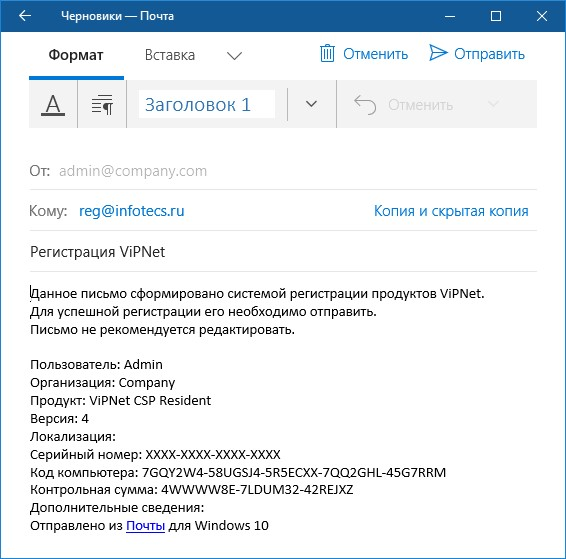 Черновики — Почта
Формат Вставка Отменить Отправить
A Заголовок 1 Отменить
От: admin@company.com
Кому: reg@infotecs.ru Копия и скрытая копия
Регистрация ViPNet
Данное письмо сформировано системой регистрации продуктов ViPNet.
Для успешной регистрации его необходимо отправить.
Письмо не рекомендуется редактировать.
Пользователь: Admin
Организация: Company
Продукт: ViPNet CSP Resident
Версия: 4
Локализация:
Серийный номер: XXXX-XXXX-XXXX-XXXX
Код компьютера: 7GQY2W4-58UGSJ4-5R5ECXX-7QQ2GHL-45G7RRM
Контрольная сумма: 4WWWW8E-7LDUM32-42REJXZ
Дополнительные сведения:
Отправлено из Почты для Windows 10